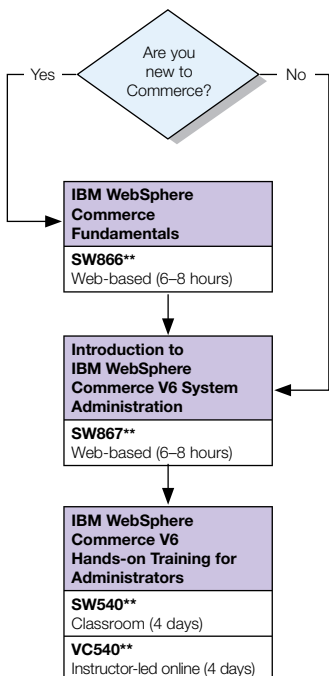 Are you
new to
Commerce?
Yes
No
IBM WebSphere
Commerce
Fundamentals
SW866**
Web-based (6–8 hours)
Introduction to
IBM WebSphere
Commerce V6 System
Administration
SW867**
Web-based (6–8 hours)
IBM WebSphere
Commerce V6
Hands-on Training for
Administrators
SW540**
Classroom (4 days)
VC540**
Instructor-led online (4 days)